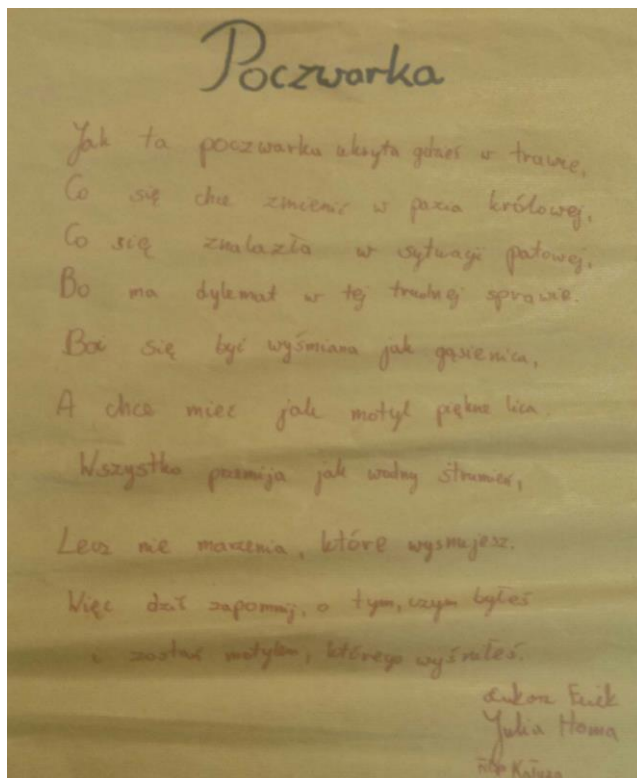 Poczwarka
Jak ta poczwarka ukryta gdzieś w trawie,
Co się chce zmienić w pazia królowej,
Co się znalazła w sytuacji patowej,
Bo ma dylemat w tej trudnej sprawie.
Boi się być wyśmiana jak gąsienica,
A chce mieć jak motyl piękne lica.
Wszystko przemija jak wodny strumień,
Lecz nie marzenia, które wysnujesz.
Więc dziś zapomnij, o tym, czym byłeś
i zostań motylem, którego wyśniłeś.
Julia Homa
Filip